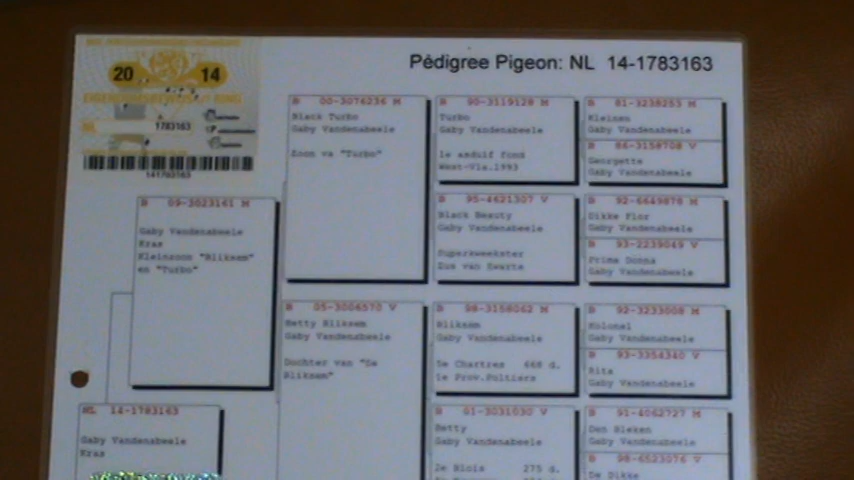 Pèdigree Pigeon: NL 14-1783163
20 14
NL 1783163
141783163
B 09-3023161 M
Gaby Vandenabeele
Kras
Kleinzoon "Bliksem"
en "Turbo"
NL 14-1783163
Gaby Vandenabeele
Kras
B 00-3076236 M
Black Turbo
Gaby Vandenabeele
Zoon va "Turbo"
B 05-3006570 V
Betty Bliksem
Gaby Vandenabeele
Dochter van "De
Bliksem"
B 90-3119128 M
Turbo
Gaby Vandenabeele
1e asduif fond
West-Vla.1993
B 95-4621307 V
Black Beauty
Gaby Vandenabeele
Superkweekster
Zus van Zwarte
B 98-3158062 M
Bliksem
Gaby Vandenabeele
5e Chartres 668 d.
1e Prov.Poitiers
B 01-3031030 V
Betty
Gaby Vandenabeele
2e Blois 275 d.
B 81-3238253 M
Kleinen
Gaby Vandenabeele
B 86-3158708 V
Georgette
Gaby Vandenabeele
B 92-6649876 M
Dikke Flor
Gaby Vandenabeele
B 93-2239049 V
Prima Donna
Gaby Vandenabeele
B 92-3233008 M
Kolonel
Gaby Vandenabeele
B 93-3354340 V
Rita
Gaby Vandenabeele
B 91-4062727 M
Den Bleken
Gaby Vandenabeele
B 98-6523076 V
De Dikke